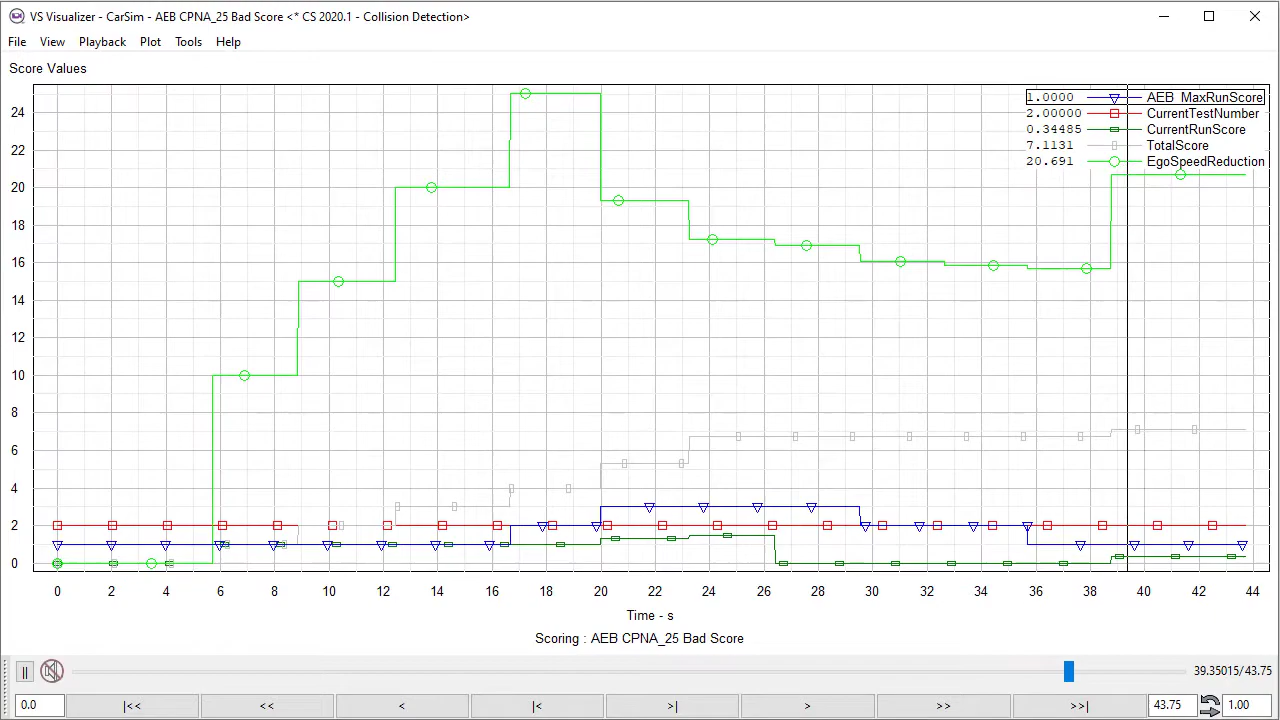 VS Visualizer - CarSim - AEB CPNA_25 Bad Score <* CS 2020.1 - Collision Detection>
File View Playback Plot Tools Help
Score Values
1.0000 AEB_MaxRunScore
2.00000 CurrentTestNumber
0.34485 CurrentRunScore
7.1131 TotalScore
20.691 EgoSpeedReduction
24
22
20
18
16
14
12
10
8
6
4
2
0
0 2 4 6 8 10 12 14 16 18 20 22 24 26 28 30 32 34 36 38 40 42 44
Time - s
Scoring : AEB CPNA_25 Bad Score
39.35015/43.75
0.0 |<< << < |< >| > >> >>| 43.75 1.00